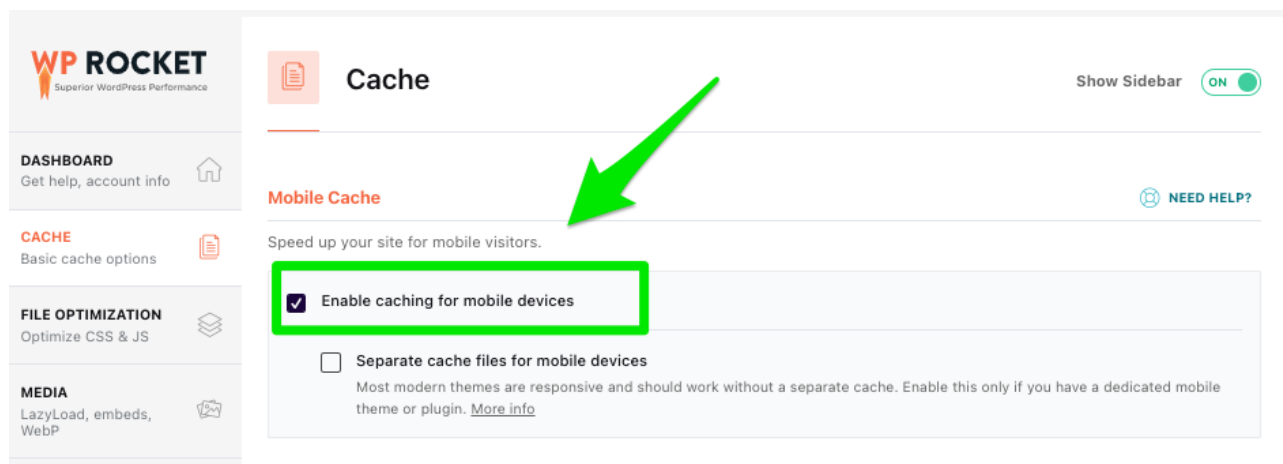 WP ROCKET
Superior WordPress Performance
DASHBOARD
Get help, account info
CACHE
Basic cache options
FILE OPTIMIZATION
Optimize CSS & JS
MEDIA
LazyLoad, embeds,
WebP
Cache
Show Sidebar
ON
Mobile Cache
NEED HELP?
Speed up your site for mobile visitors.
Enable caching for mobile devices
Separate cache files for mobile devices
Most modern themes are responsive and should work without a separate cache. Enable this only if you have a dedicated mobile
theme or plugin. More info